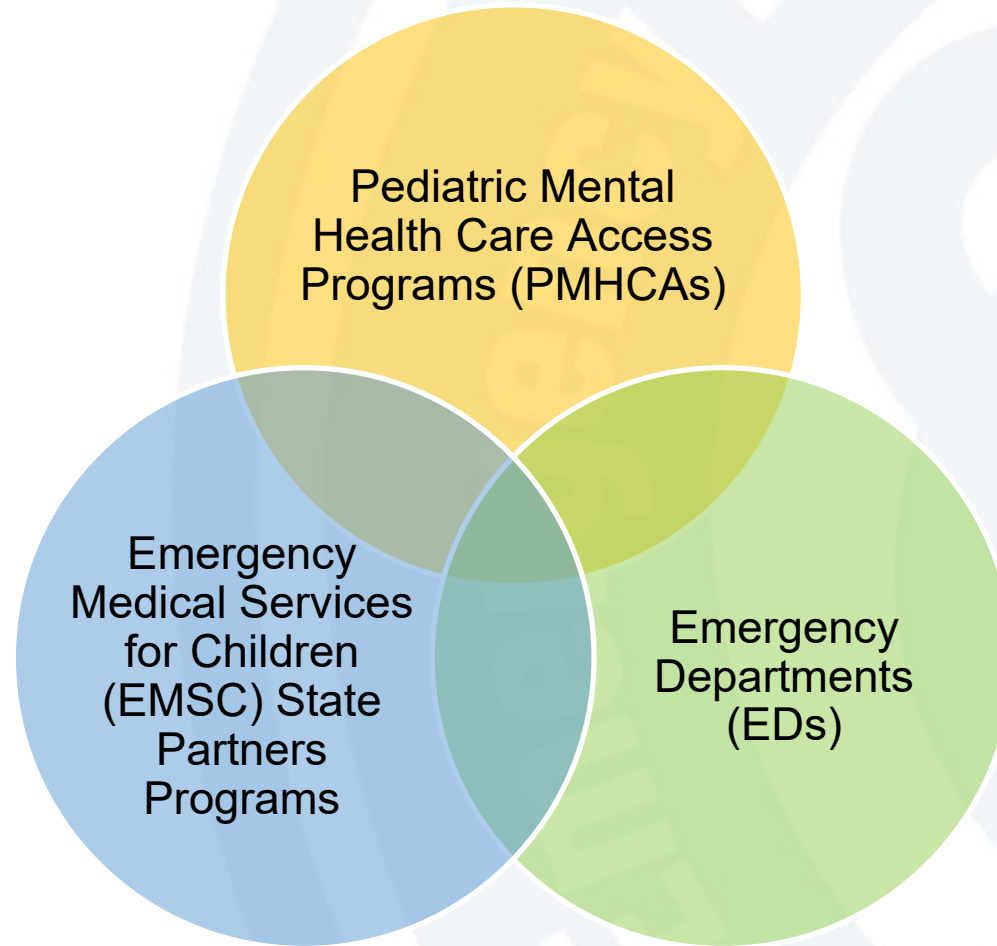 Pediatric Mental
Health Care Access
Programs (PMHCAs)
Emergency
Medical Services
for Children
(EMSC) State
Partners
Programs
Emergency
Departments
(EDs)